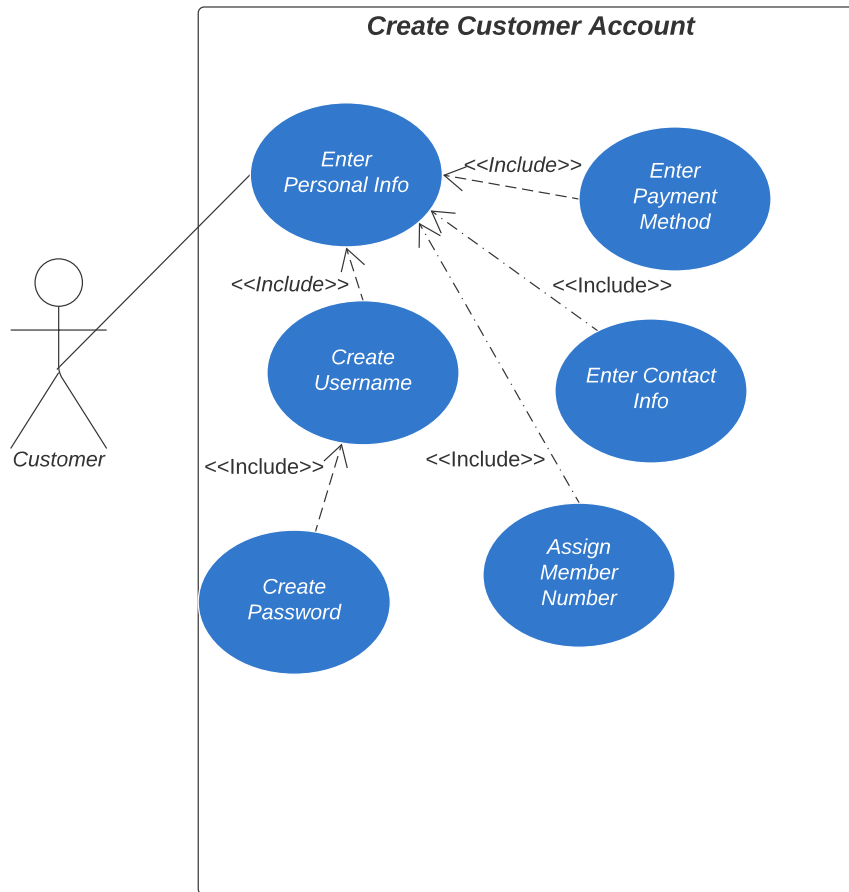 Create Customer Account
Enter
Personal Info
<<Include>>
Enter
Payment
Method
<<Include>>
<<Include>>
Create
Username
Enter Contact
Info
Customer
<<Include>>
<<Include>>
Create
Password
Assign
Member
Number